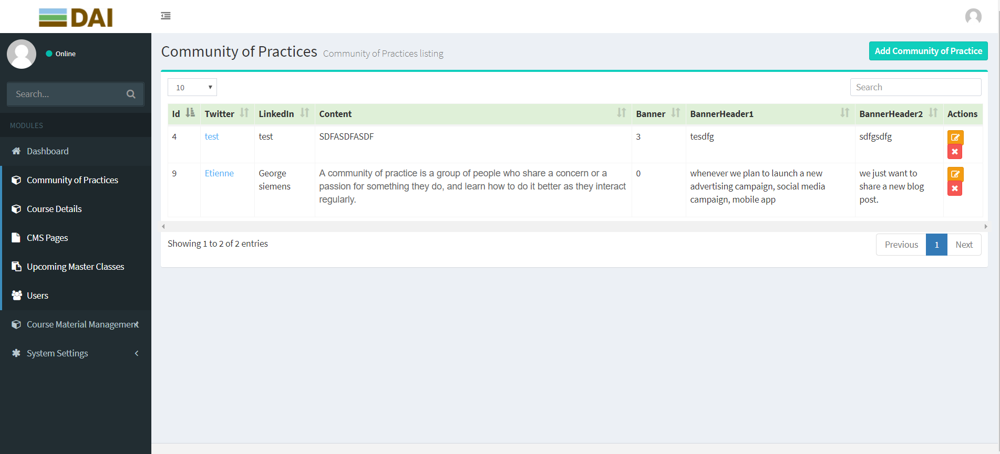 DAI
Online
Search...
MODULES
Dashboard
Community of Practices
Course Details
CMS Pages
Upcoming Master Classes
Users
Course Material Management
System Settings
Community of Practices Community of Practices listing
Add Community of Practice
10
Search
Id Twitter LinkedIn Content Banner BannerHeader1 BannerHeader2 Actions
4 test test SDFASDFASDF 3 tesdfg sdfgsdfg
9 Etienne George A community of practice is a group of people who share a concern or a 0 whenever we plan to launch a new we just want to
siemens passion for something they do, and learn how to do it better as they interact advertising campaign, social media share a new blog
regularly. campaign, mobile app post.
Showing 1 to 2 of 2 entries
Previous 1 Next